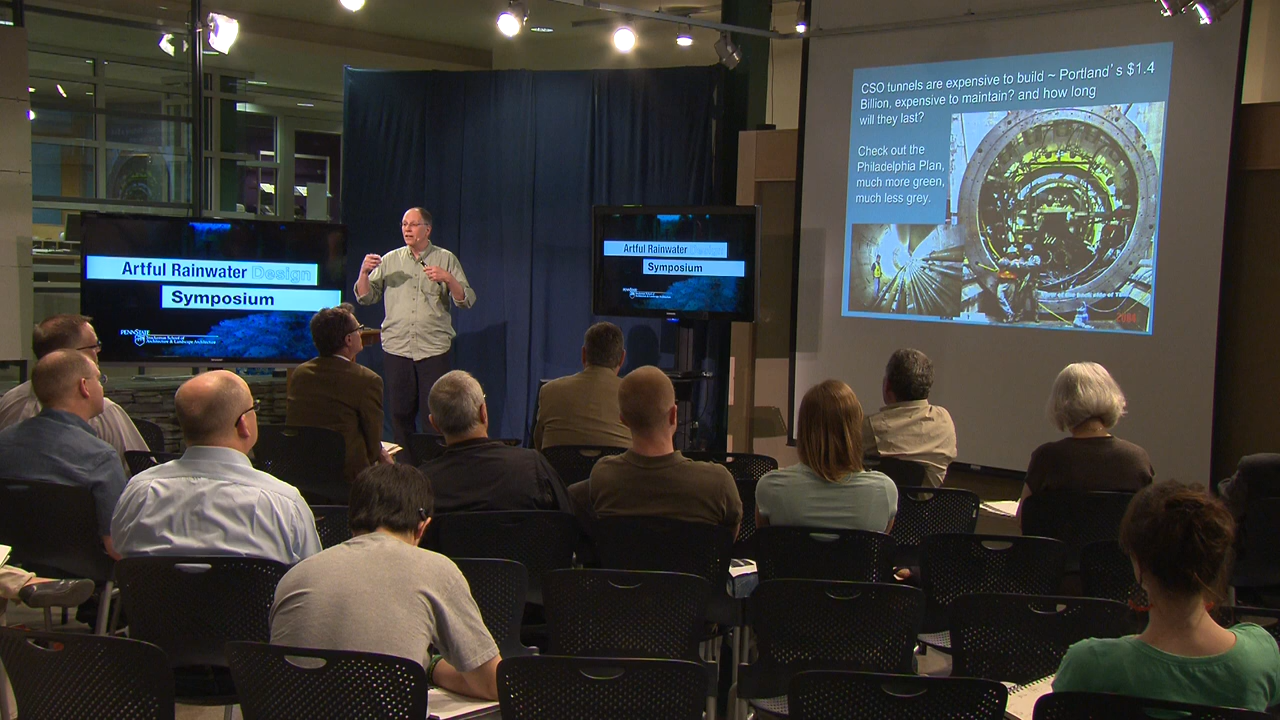 CSO tunnels are expensive to build ~ Portland's $1.4
Billion, expensive to maintain? and how long
will they last?
Check out the
Philadelphia Plan,
much more green,
much less grey.
Artful Rainwater Design
Symposium
PENNSTATE
Stuckeman School of
Architecture & Landscape Architecture
Artful Rainwater Design
Symposium
PENNSTATE